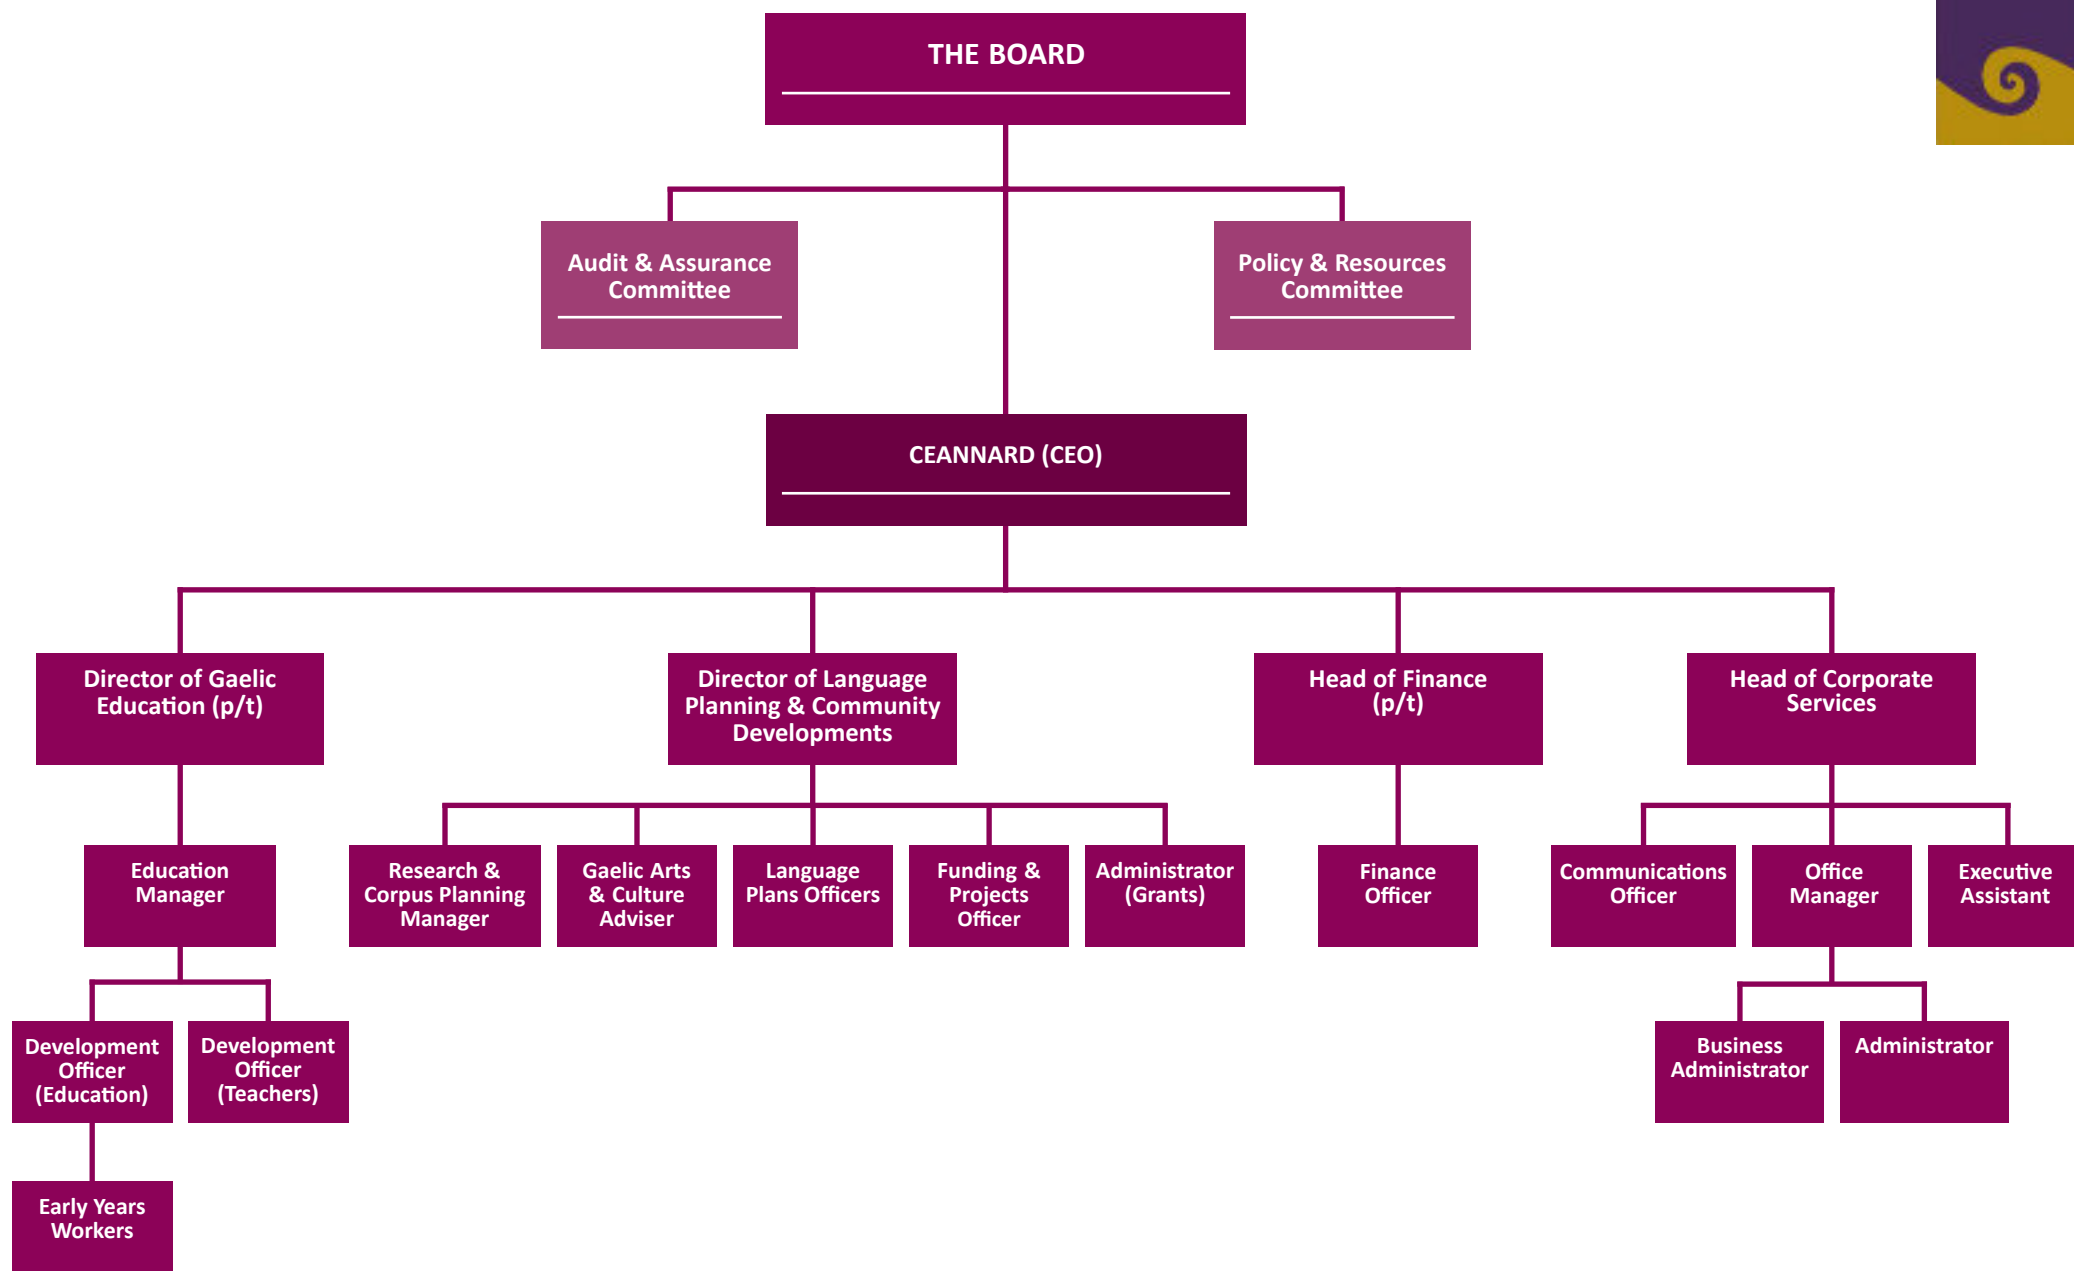 THE BOARD
Audit & Assurance
Committee
Policy & Resources
Committee
CEANNARD (CEO)
Director of Gaelic
Education (p/t)
Director of Language
Planning & Community
Developments
Head of Finance
(p/t)
Head of Corporate
Services
Education
Manager
Research &
Corpus Planning
Manager
Gaelic Arts
& Culture
Adviser
Language
Plans Officers
Funding &
Projects
Officer
Administrator
(Grants)
Finance
Officer
Communications
Officer
Office
Manager
Executive
Assistant
Development
Officer
(Education)
Development
Officer
(Teachers)
Business
Administrator
Administrator
Early Years
Workers